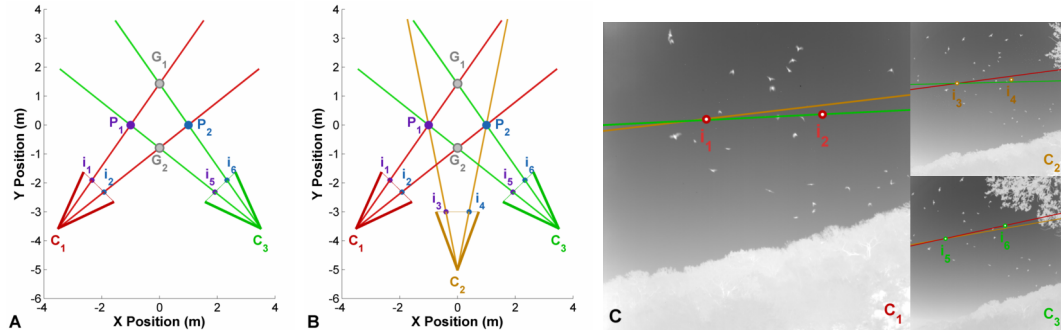 4
3
2
1
0
-1
-2
-3
-4
-5
-6
-4 -2 0 2 4
Y Position (m)
X Position (m)
G1
P1
P2
G2
i1
i2
i5
i6
C1
C3
A
4
3
2
1
0
-1
-2
-3
-4
-5
-6
-4 -2 0 2 4
Y Position (m)
X Position (m)
G1
P1
P2
G2
i1
i2
i5
i6
i3
i4
C1
C3
C2
B
i1
i2
C
C1
i3
i4
C2
i5
C3